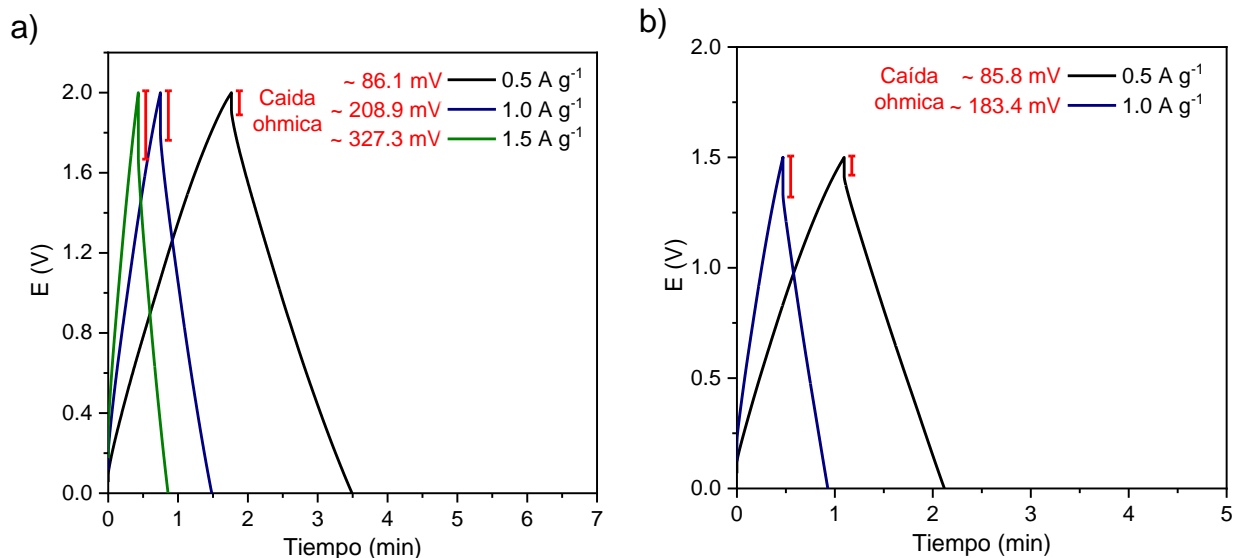 a)
Caida
ohmica
~ 86.1 mV
~ 208.9 mV
~ 327.3 mV
0.5 A g⁻¹
1.0 A g⁻¹
1.5 A g⁻¹
2.0
1.6
1.2
0.8
0.4
0.0
E (V)
0 1 2 3 4 5 6 7
Tiempo (min)
b)
Caída
ohmica
~ 85.8 mV
~ 183.4 mV
0.5 A g⁻¹
1.0 A g⁻¹
2.0
1.5
1.0
0.5
0.0
E (V)
0 1 2 3 4 5
Tiempo (min)